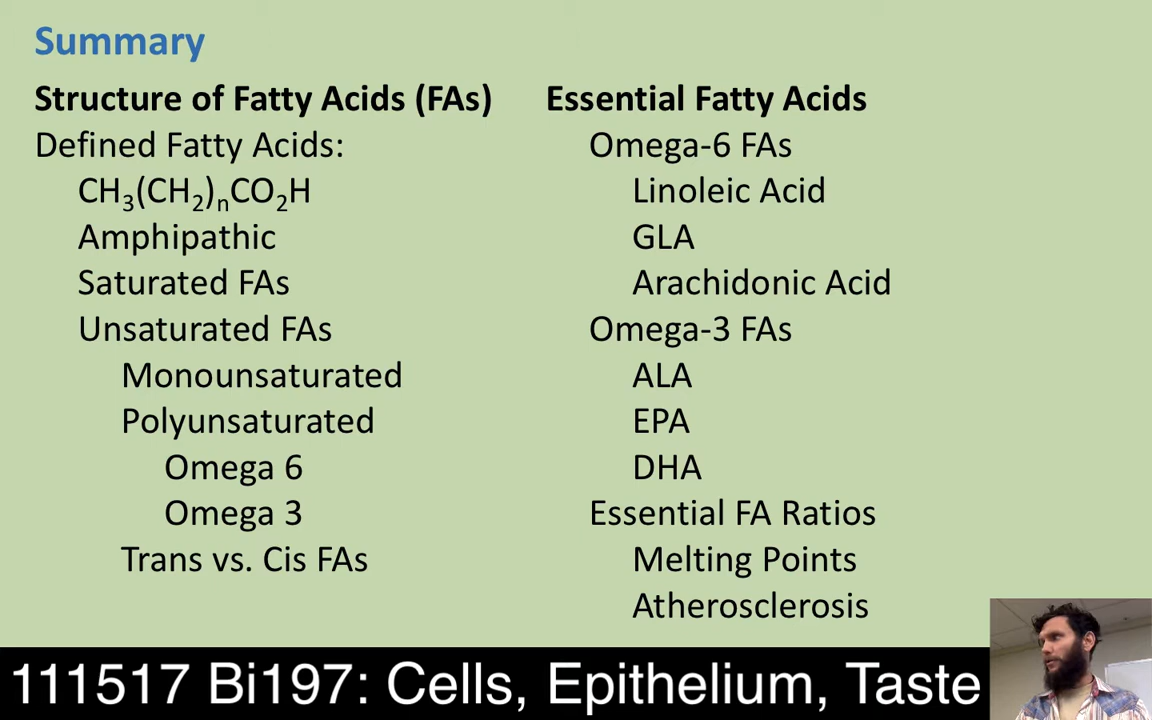 Summary
Structure of Fatty Acids (FAs)
Defined Fatty Acids:
CH₃(CH₂)ₙCO₂H
Amphipathic
Saturated FAs
Unsaturated FAs
Monounsaturated
Polyunsaturated
Omega 6
Omega 3
Trans vs. Cis FAs
Essential Fatty Acids
Omega-6 FAs
Linoleic Acid
GLA
Arachidonic Acid
Omega-3 FAs
ALA
EPA
DHA
Essential FA Ratios
Melting Points
Atherosclerosis
111517 Bi197: Cells, Epithelium, Taste